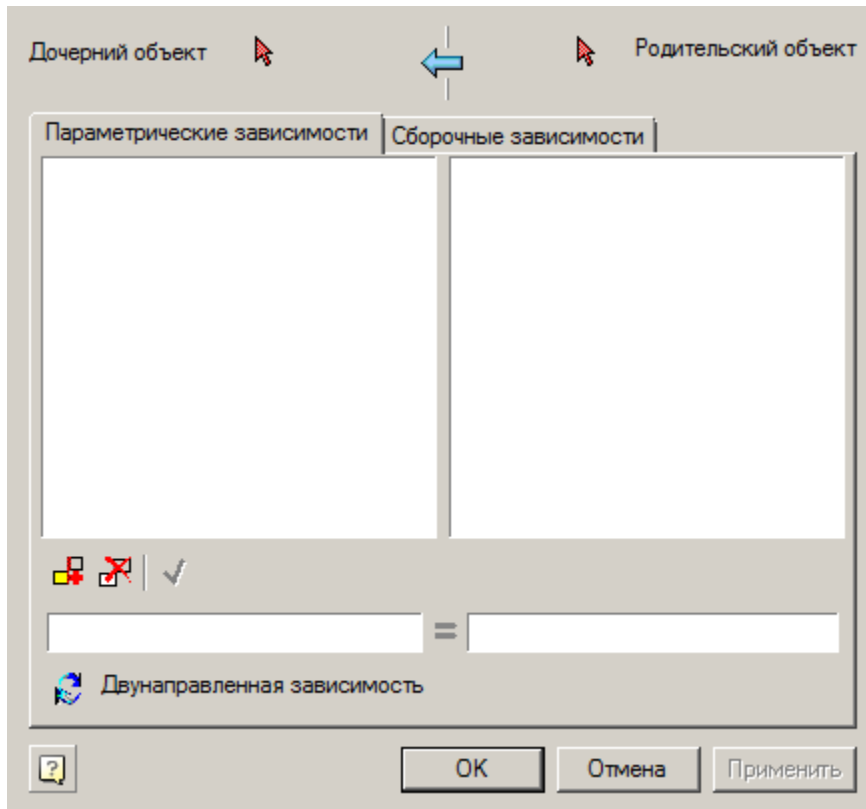 Дочерний объект
Родительский объект
Параметрические зависимости
Сборочные зависимости
=
Двунаправленная зависимость
?
OK
Отмена
Применить